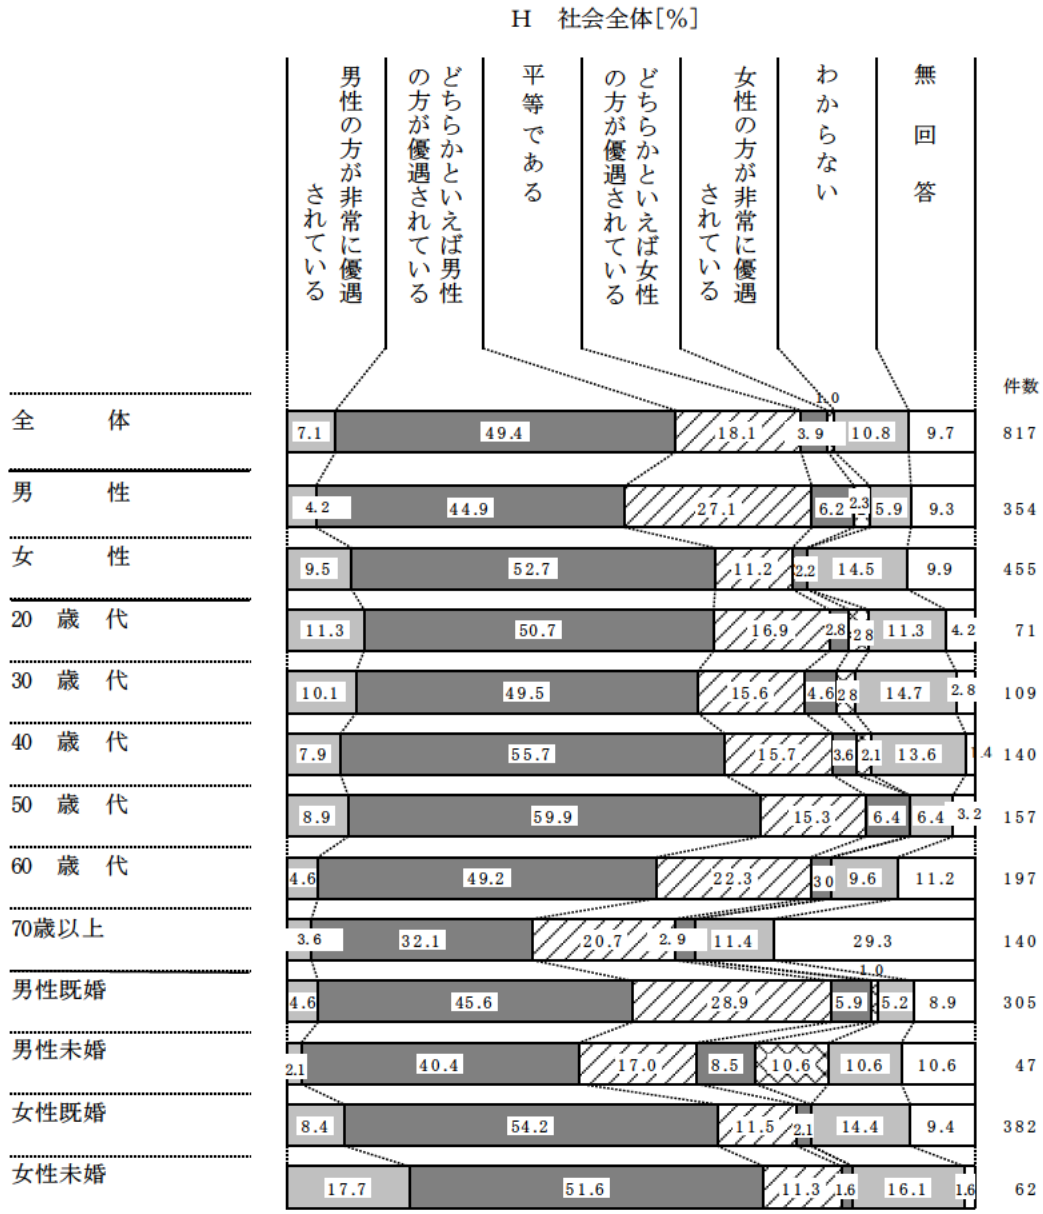 H 社会全体[%]
男性の方が非常に優遇
されている
どちらかといえば男性
の方が優遇されている
平等である
どちらかといえば女性
の方が優遇されている
女性の方が非常に優遇
されている
わからない
無回答
件数
1.0
全体 7.1 49.4 18.1 3.9 10.8 9.7 817
男性 4.2 44.9 27.1 6.2 2.3 5.9 9.3 354
女性 9.5 52.7 11.2 2.2 14.5 9.9 455
20歳代 11.3 50.7 16.9 2.8 2.8 11.3 4.2 71
30歳代 10.1 49.5 15.6 4.6 2.8 14.7 2.8 109
40歳代 7.9 55.7 15.7 3.6 2.1 13.6 1.4 140
50歳代 8.9 59.9 15.3 6.4 6.4 3.2 157
60歳代 4.6 49.2 22.3 3.0 9.6 11.2 197
70歳以上 3.6 32.1 20.7 2.9 11.4 29.3 140
1.0
男性既婚 4.6 45.6 28.9 5.9 5.2 8.9 305
男性未婚 2.1 40.4 17.0 8.5 10.6 10.6 10.6 47
女性既婚 8.4 54.2 11.5 2.1 14.4 9.4 382
女性未婚 17.7 51.6 11.3 1.6 16.1 1.6 62